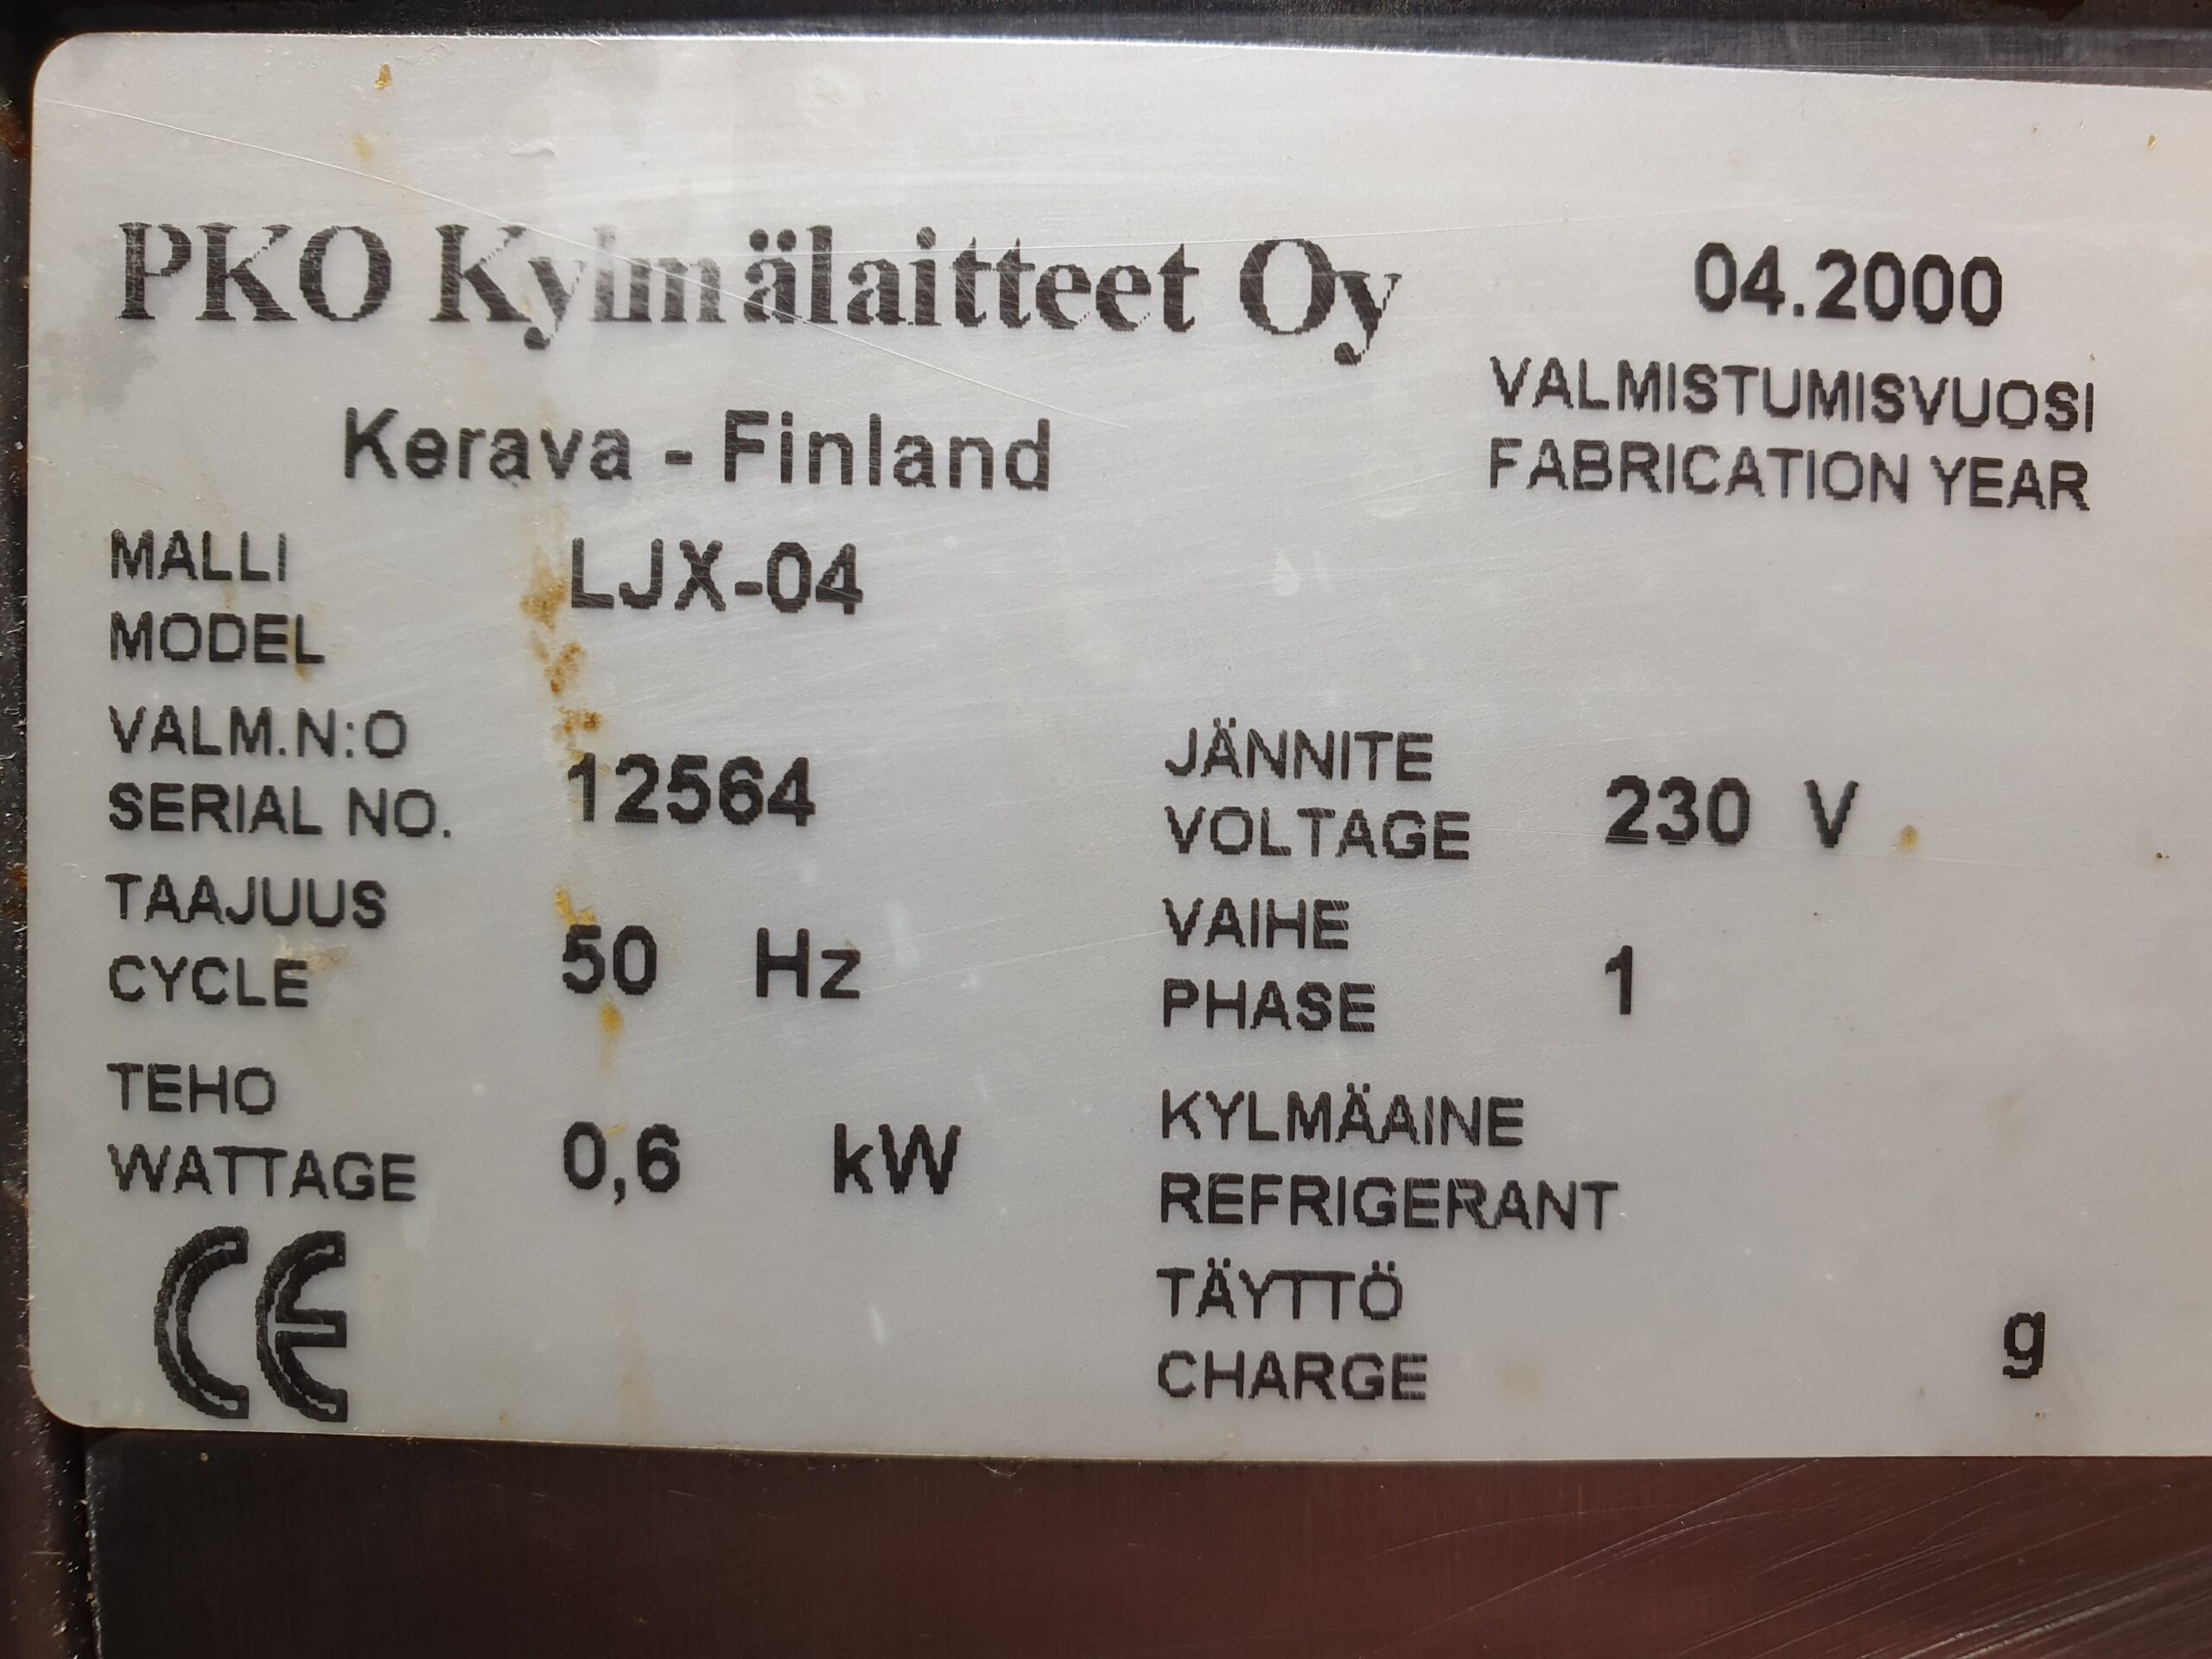 PKO Kylmälaitteet Oy
04.2000
VALMISTUMISVUOSI
FABRICATION YEAR
Kerava - Finland
MALLI
MODEL
LJX-04
VALM.N:O
SERIAL NO.
12564
JÄNNITE
VOLTAGE
230 V
TAAJUUS
CYCLE
50 Hz
VAIHE
PHASE
1
TEHO
WATTAGE
0,6 kW
KYLMÄAINE
REFRIGERANT
TÄYTTÖ
CHARGE
g
CE